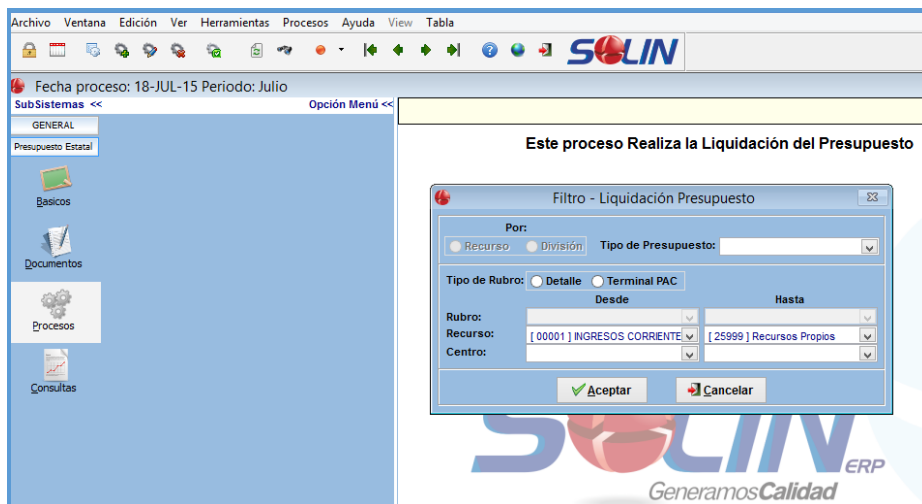 Archivo Ventana Edición Ver Herramientas Procesos Ayuda View Tabla
SOLIN
Fecha proceso: 18-JUL-15 Periodo: Julio
SubSistemas << Opción Menú <<
GENERAL
Presupuesto Estatal
Basicos
Documentos
Procesos
Consultas
Este proceso Realiza la Liquidación del Presupuesto
Filtro - Liquidación Presupuesto
Por:
Recurso División Tipo de Presupuesto:
Tipo de Rubro: Detalle Terminal PAC
Desde Hasta
Rubro:
Recurso: [ 00001 ] INGRESOS CORRIENTE [ 25999 ] Recursos Propios
Centro:
Aceptar Cancelar
SOLIN ERP
GeneramosCalidad